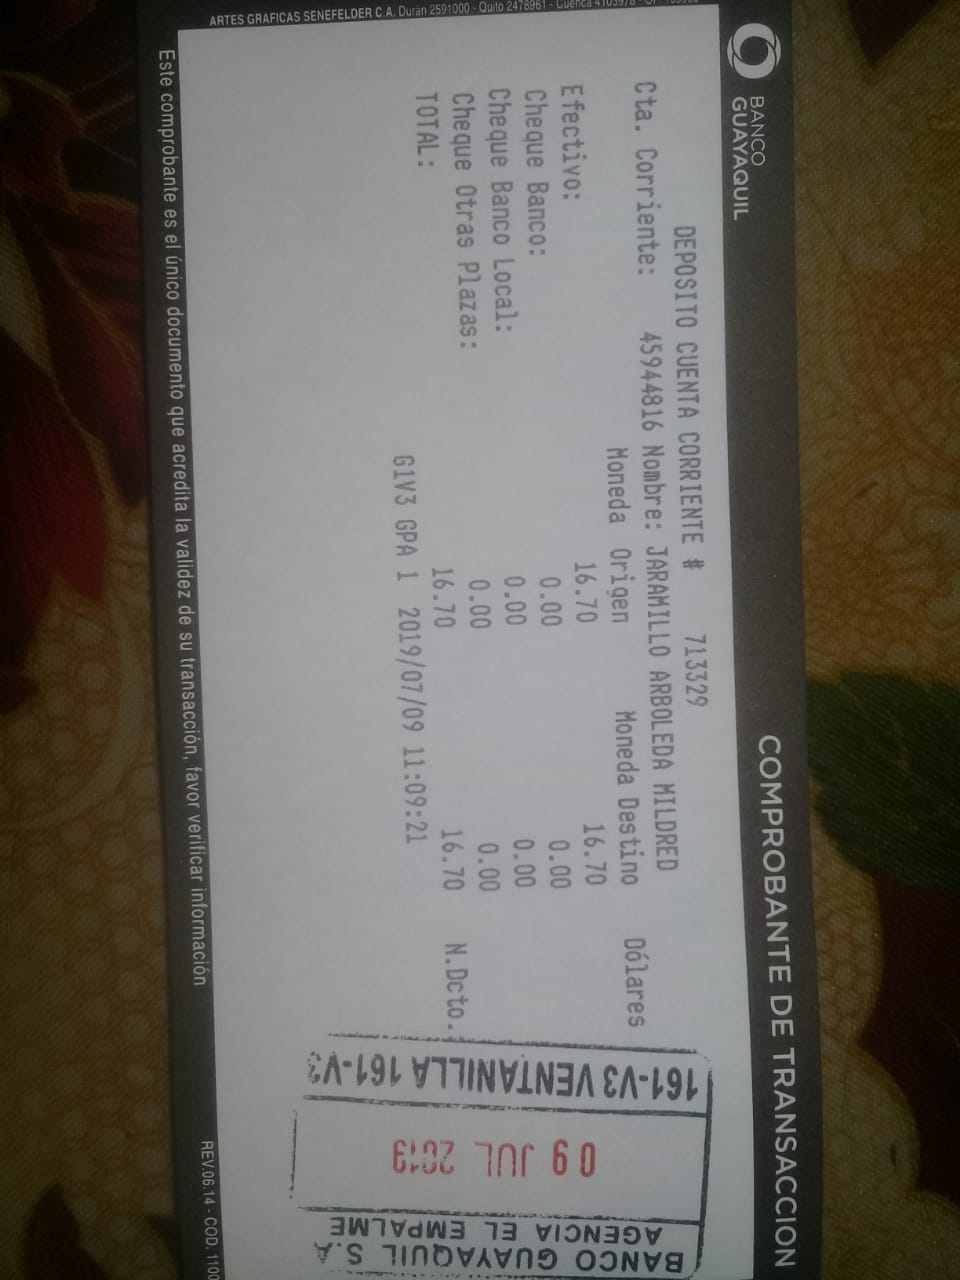 BANCO
GUAYAQUIL
COMPROBANTE DE TRANSACCION
DEPOSITO CUENTA CORRIENTE # 713329
Cta. Corriente: 45944816 Nombre: JARAMILLO ARBOLEDA MILDRED
Moneda Origen Moneda Destino Dólares
Efectivo: 16.70 16.70
Cheque Banco: 0.00 0.00
Cheque Banco Local: 0.00 0.00
Cheque Otras Plazas: 0.00 0.00
TOTAL: 16.70 16.70 N.Dcto.
G1V3 GPA 1 2019/07/09 11:09:21
161-V3 VENTANILLA 161-V3
09 JUL 2019
AGENCIA EL EMPALME
BANCO GUAYAQUIL S.A.
Este comprobante es el único documento que acredita la validez de su transacción, favor verificar información
REV.06.14 - COD. 1100
ARTES GRAFICAS SENEFELDER C.A. Durán 2591000 - Quito 2478961 - Cuenca